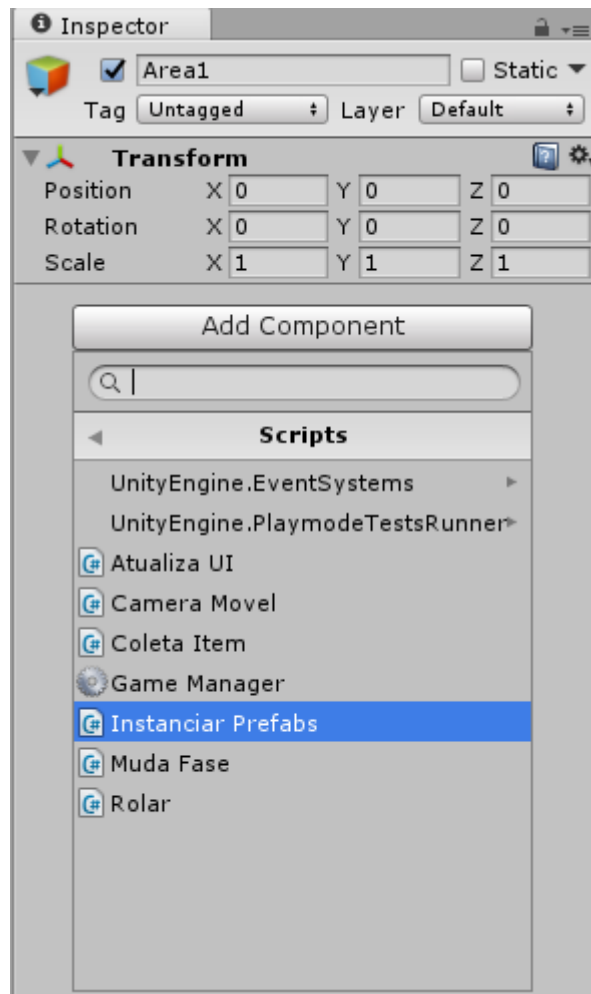 Inspector
Area1 Static
Tag Untagged Layer Default
Transform
Position X 0 Y 0 Z 0
Rotation X 0 Y 0 Z 0
Scale X 1 Y 1 Z 1
Add Component
Scripts
UnityEngine.EventSystems
UnityEngine.PlaymodeTestsRunner
Atualiza UI
Camera Movel
Coleta Item
Game Manager
Instanciar Prefabs
Muda Fase
Rolar